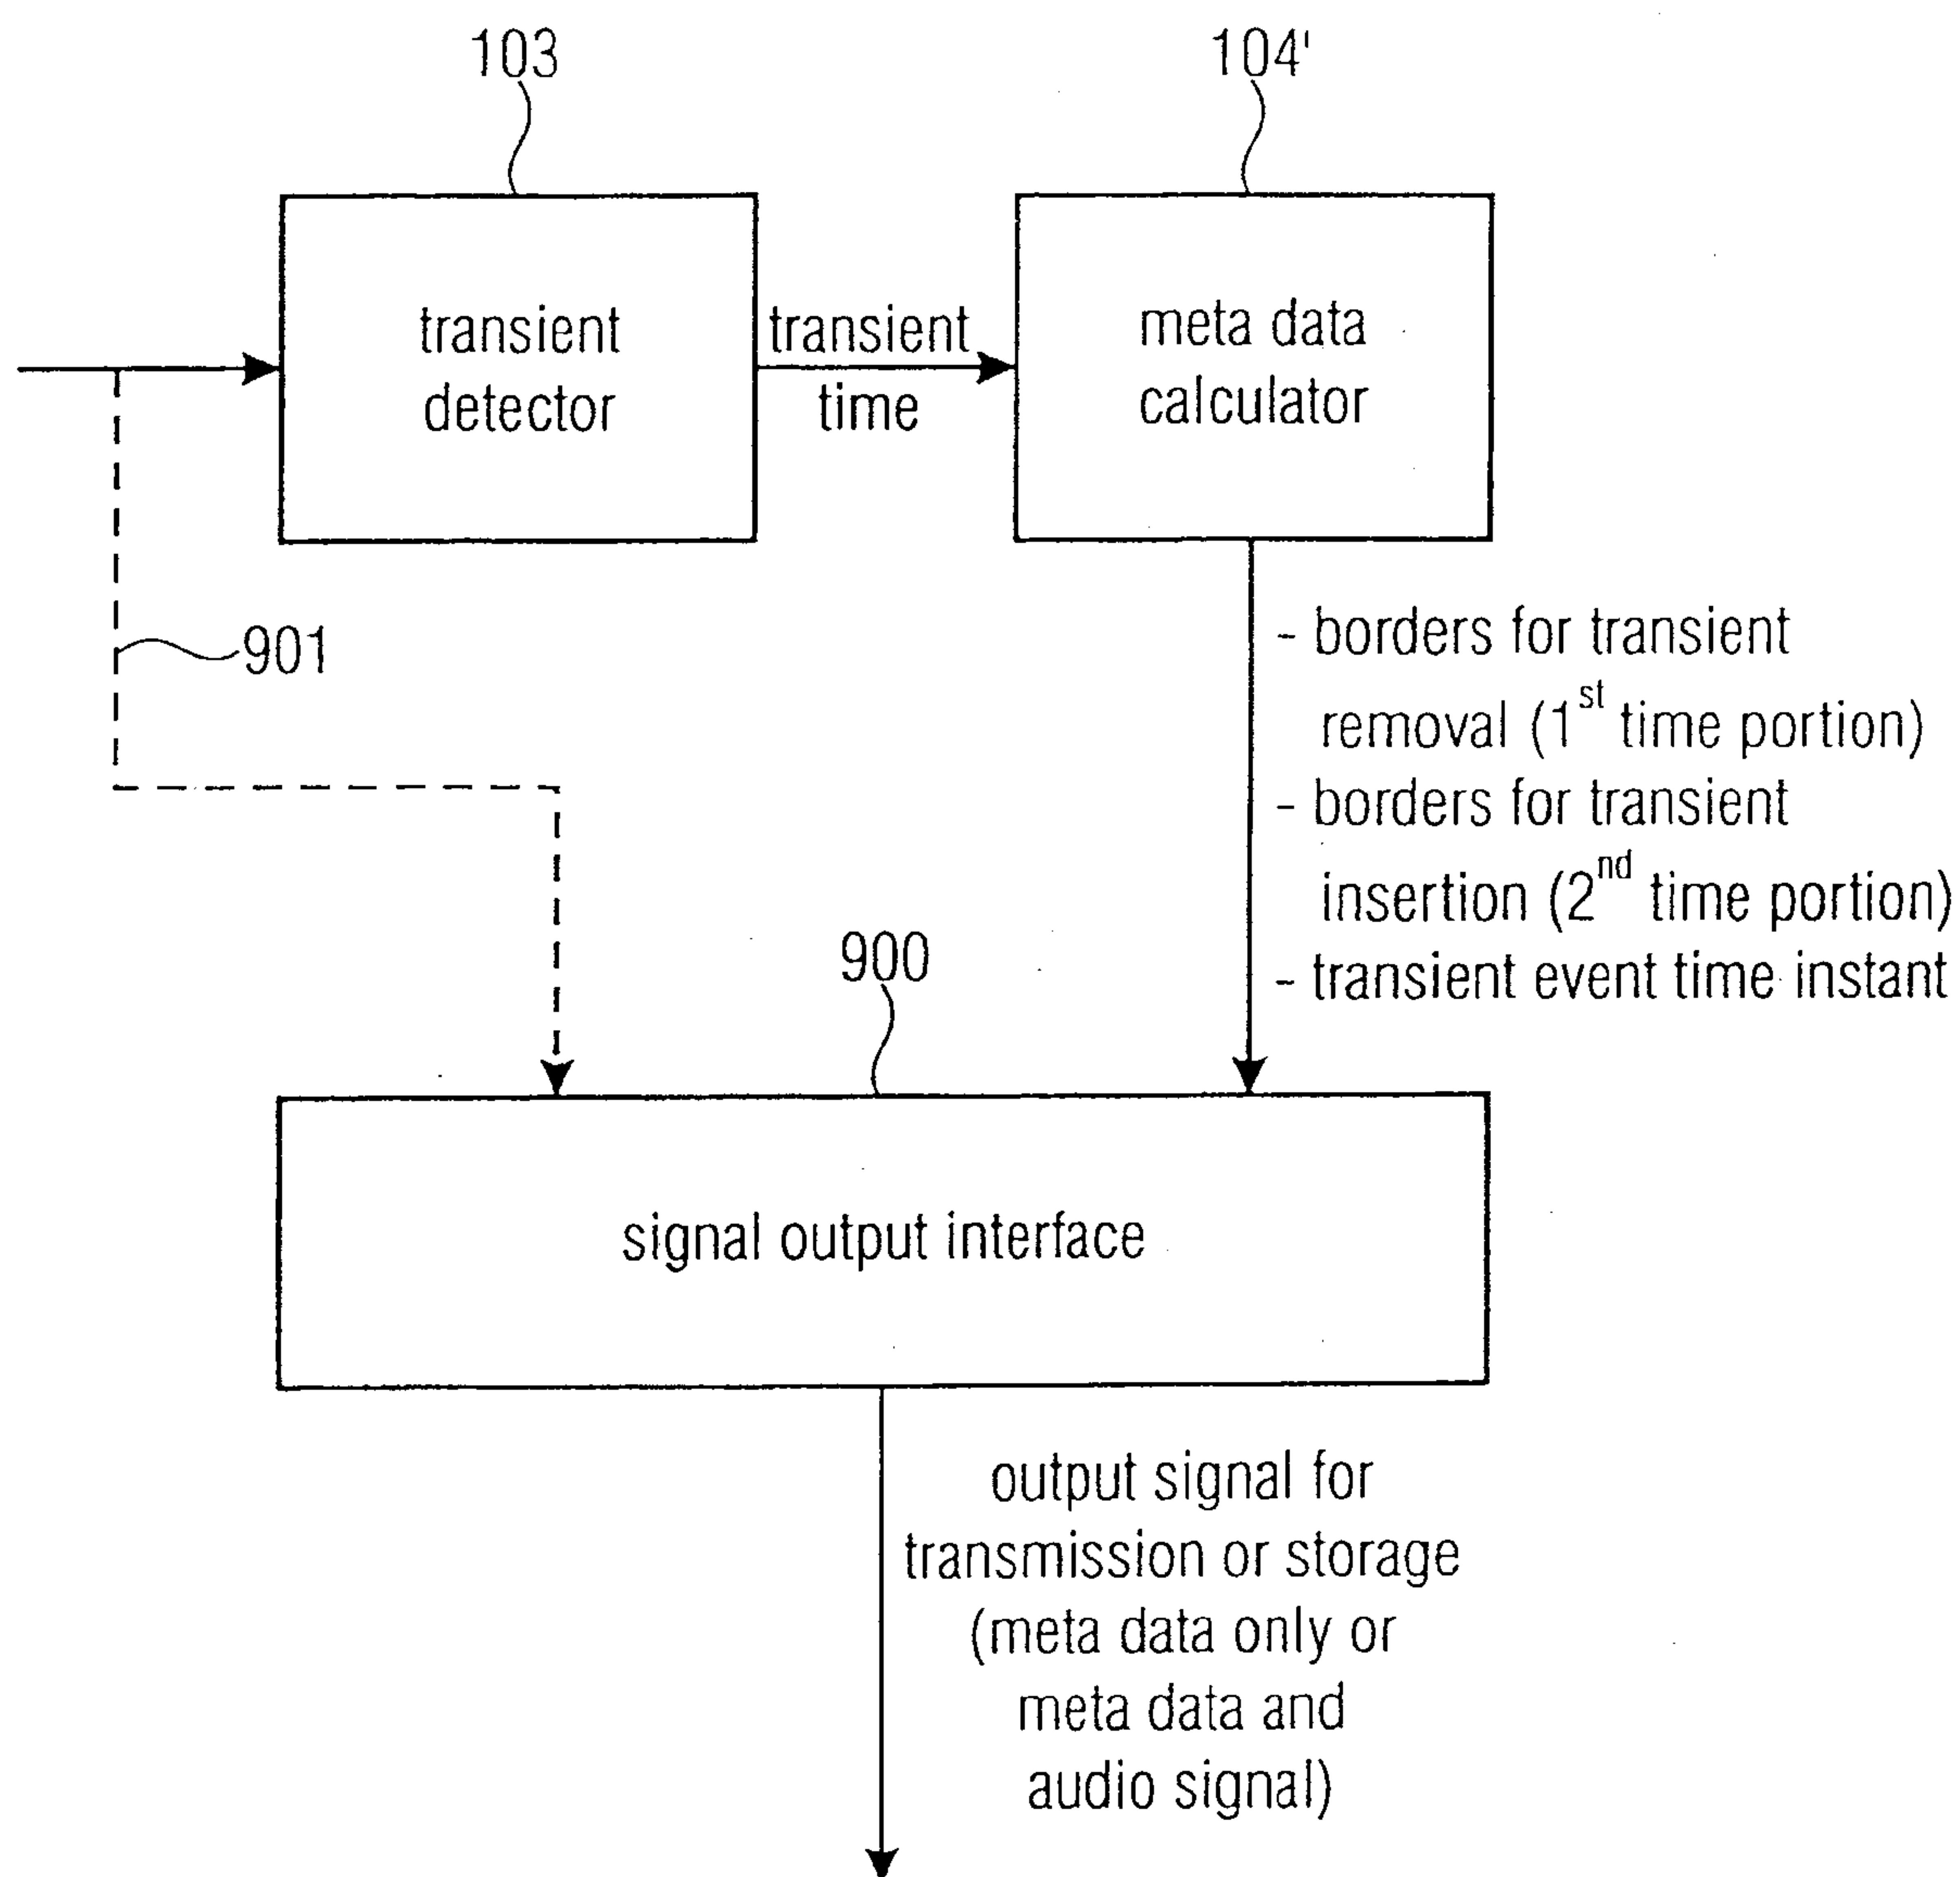 103
104'
transient
detector
transient
time
meta data
calculator
901
- borders for transient
removal (1st time portion)
- borders for transient
insertion (2nd time portion)
- transient event time instant
900
signal output interface
output signal for
transmission or storage
(meta data only or
meta data and
audio signal)